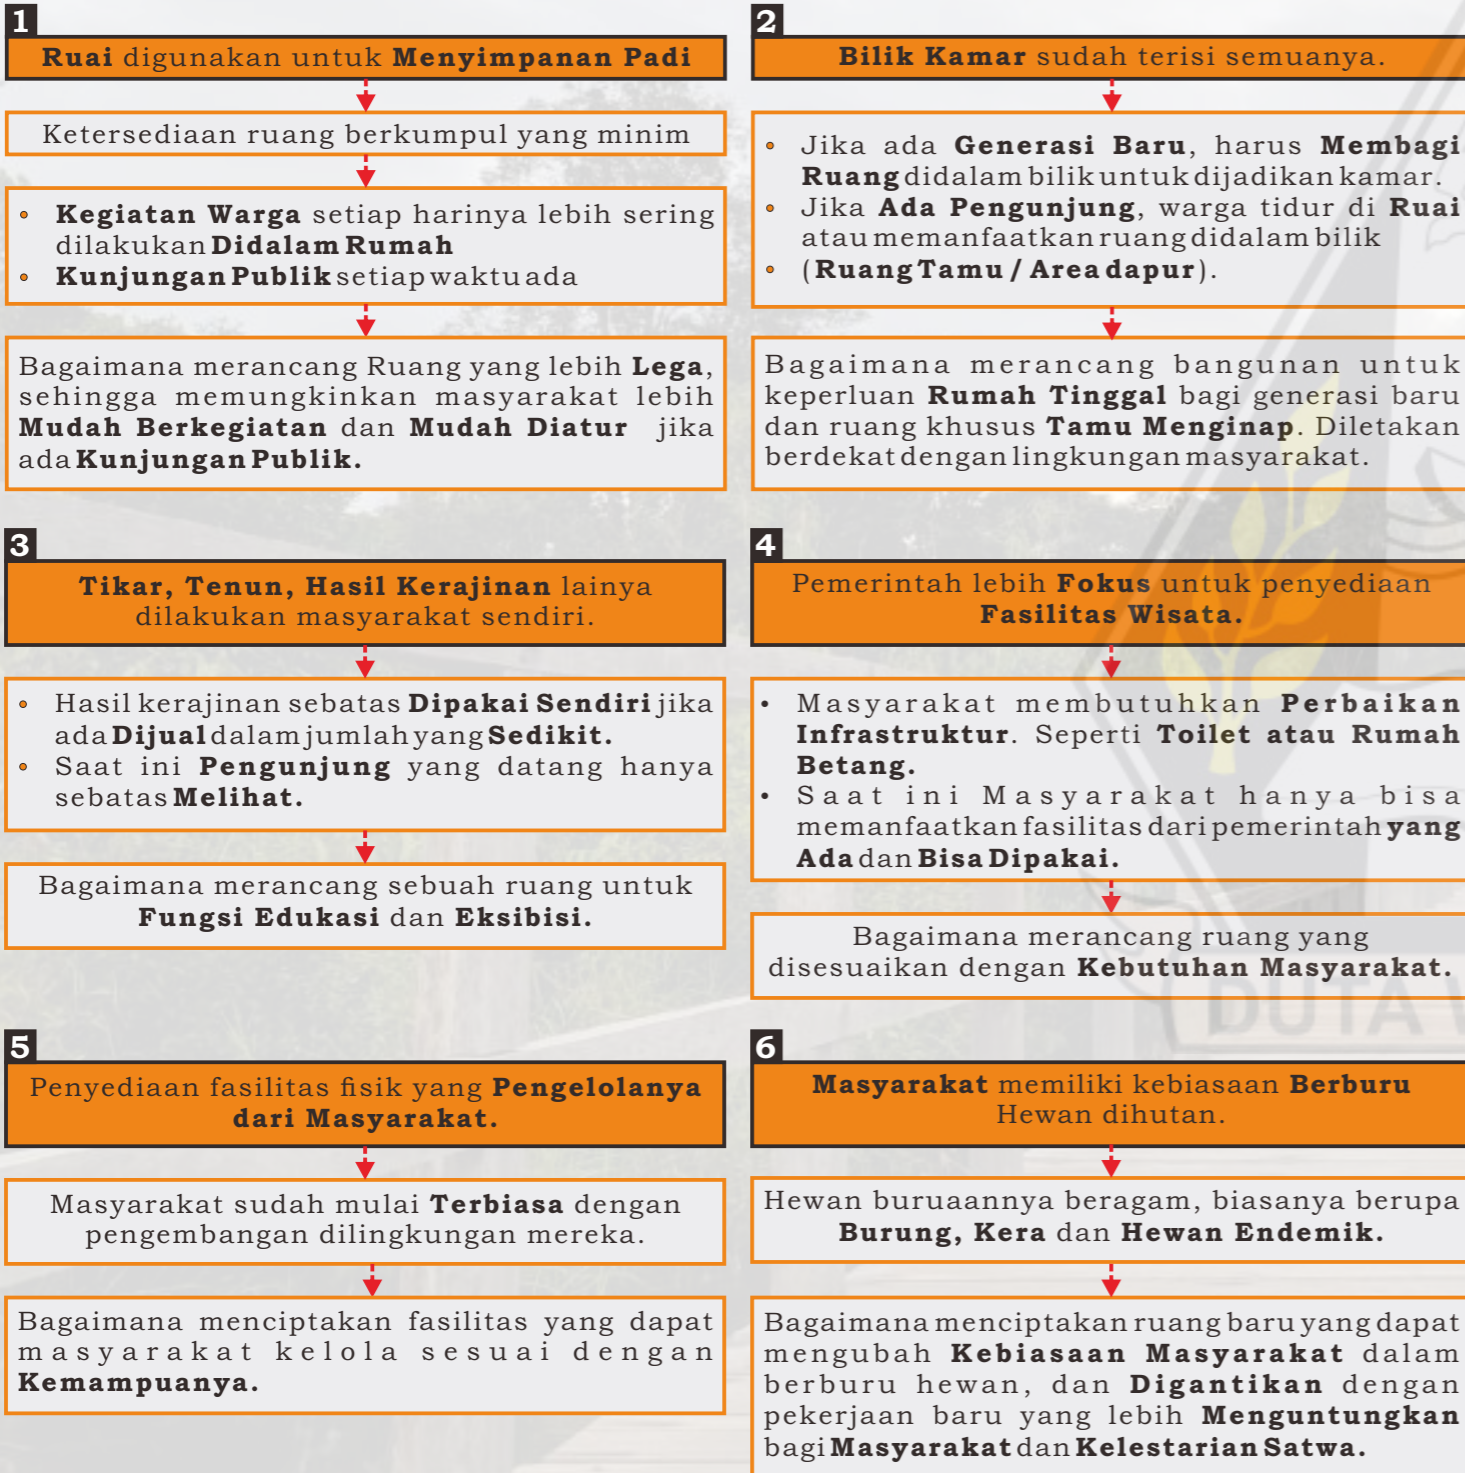 1
Ruai digunakan untuk Menyimpanan Padi
Ketersediaan ruang berkumpul yang minim
• Kegiatan Warga setiap harinya lebih sering
dilakukan Didalam Rumah
• Kunjungan Publik setiap waktu ada
Bagaimana merancang Ruang yang lebih Lega,
sehingga memungkinkan masyarakat lebih
Mudah Berkegiatan dan Mudah Diatur jika
ada Kunjungan Publik.
2
Bilik Kamar sudah terisi semuanya.
• Jika ada Generasi Baru, harus Membagi
Ruang didalam bilik untuk dijadikan kamar.
• Jika Ada Pengunjung, warga tidur di Ruai
atau memanfaatkan ruang didalam bilik
• (Ruang Tamu / Area dapur).
Bagaimana merancang bangunan untuk
keperluan Rumah Tinggal bagi generasi baru
dan ruang khusus Tamu Menginap. Diletakan
berdekat dengan lingkungan masyarakat.
3
Tikar, Tenun, Hasil Kerajinan lainya
dilakukan masyarakat sendiri.
• Hasil kerajinan sebatas Dipakai Sendiri jika
ada Dijual dalam jumlah yang Sedikit.
• Saat ini Pengunjung yang datang hanya
sebatas Melihat.
Bagaimana merancang sebuah ruang untuk
Fungsi Edukasi dan Eksibisi.
4
Pemerintah lebih Fokus untuk penyediaan
Fasilitas Wisata.
• Masyarakat membutuhkan Perbaikan
Infrastruktur. Seperti Toilet atau Rumah
Betang.
• Saat ini Masyarakat hanya bisa
memanfaatkan fasilitas dari pemerintah yang
Ada dan Bisa Dipakai.
Bagaimana merancang ruang yang
disesuaikan dengan Kebutuhan Masyarakat.
DUTA W
5
Penyediaan fasilitas fisik yang Pengelolanya
dari Masyarakat.
Masyarakat sudah mulai Terbiasa dengan
pengembangan dilingkungan mereka.
Bagaimana menciptakan fasilitas yang dapat
masyarakat kelola sesuai dengan
Kemampuanya.
6
Masyarakat memiliki kebiasaan Berburu
Hewan dihutan.
Hewan buruaannya beragam, biasanya berupa
Burung, Kera dan Hewan Endemik.
Bagaimana menciptakan ruang baru yang dapat
mengubah Kebiasaan Masyarakat dalam
berburu hewan, dan Digantikan dengan
pekerjaan baru yang lebih Menguntungkan
bagi Masyarakat dan Kelestarian Satwa.